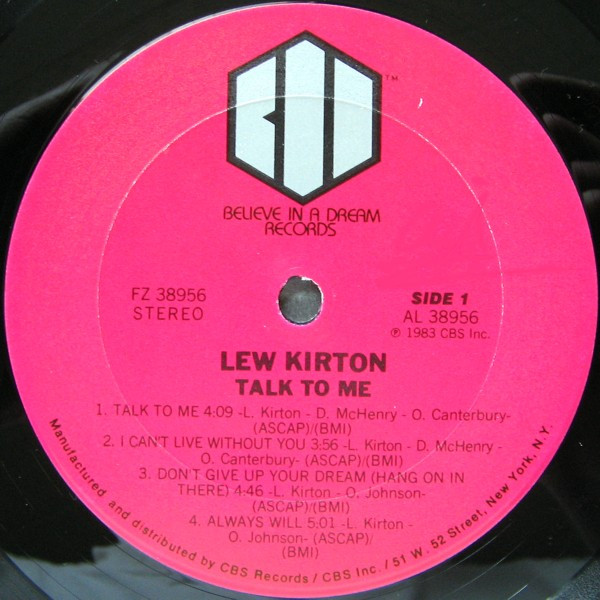 BID
™
BELIEVE IN A DREAM
RECORDS
FZ 38956
STEREO
SIDE 1
AL 38956
℗ 1983 CBS Inc.
LEW KIRTON
TALK TO ME
1. TALK TO ME 4:09 -L. Kirton - D. McHenry - O. Canterbury-
(ASCAP)/(BMI)
2. I CAN'T LIVE WITHOUT YOU 3:56 -L. Kirton - D. McHenry -
O. Canterbury- (ASCAP)/(BMI)
3. DON'T GIVE UP YOUR DREAM (HANG ON IN
THERE) 4:46 -L. Kirton - O. Johnson-
(ASCAP)/(BMI)
4. ALWAYS WILL 5:01 -L. Kirton -
O. Johnson- (ASCAP)/
(BMI)
Manufactured and distributed by CBS Records / CBS Inc. / 51 W. 52 Street, New York, N.Y.